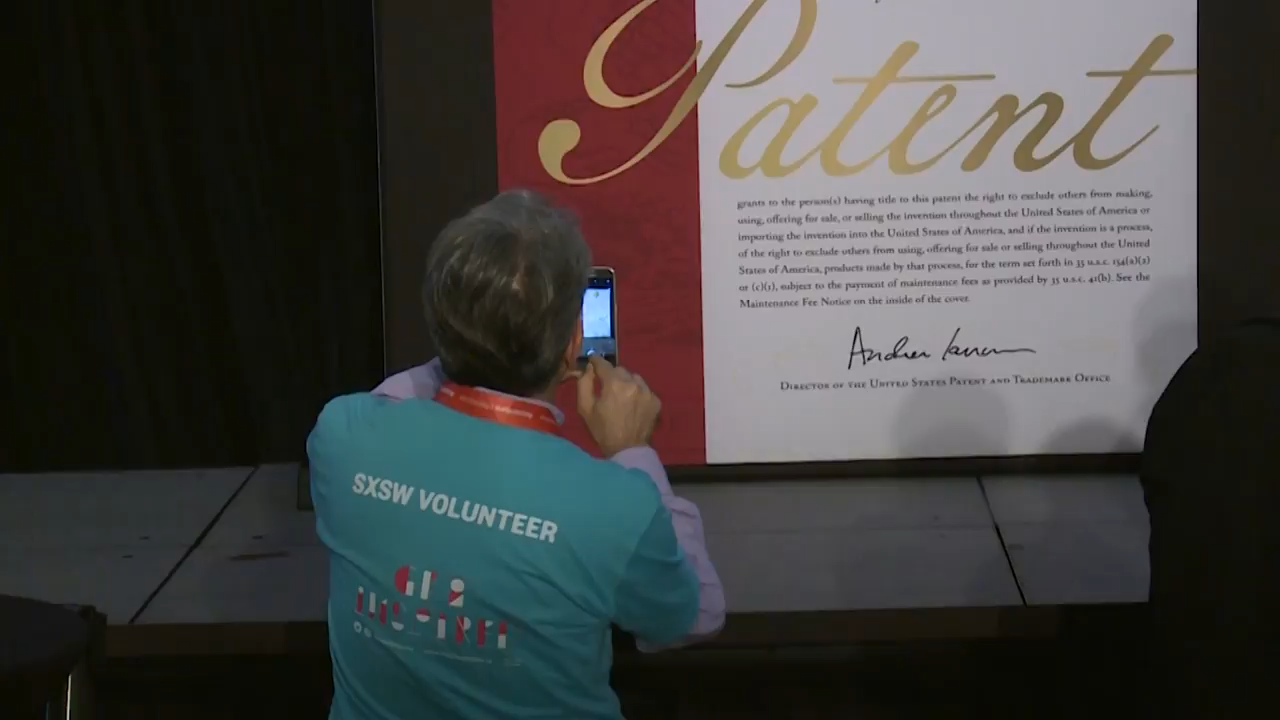 Patent
grants to the person(s) having title to this patent the right to exclude others from making,
using, offering for sale, or selling the invention throughout the United States of America or
importing the invention into the United States of America, and if the invention is a process,
of the right to exclude others from using, offering for sale or selling throughout the United
States of America, products made by that process, for the term set forth in 35 U.S.C. 154(a)(2)
or (c)(1), subject to the payment of maintenance fees as provided by 35 U.S.C. 41(b). See the
Maintenance Fee Notice on the inside of the cover.
DIRECTOR OF THE UNITED STATES PATENT AND TRADEMARK OFFICE
SXSW VOLUNTEER